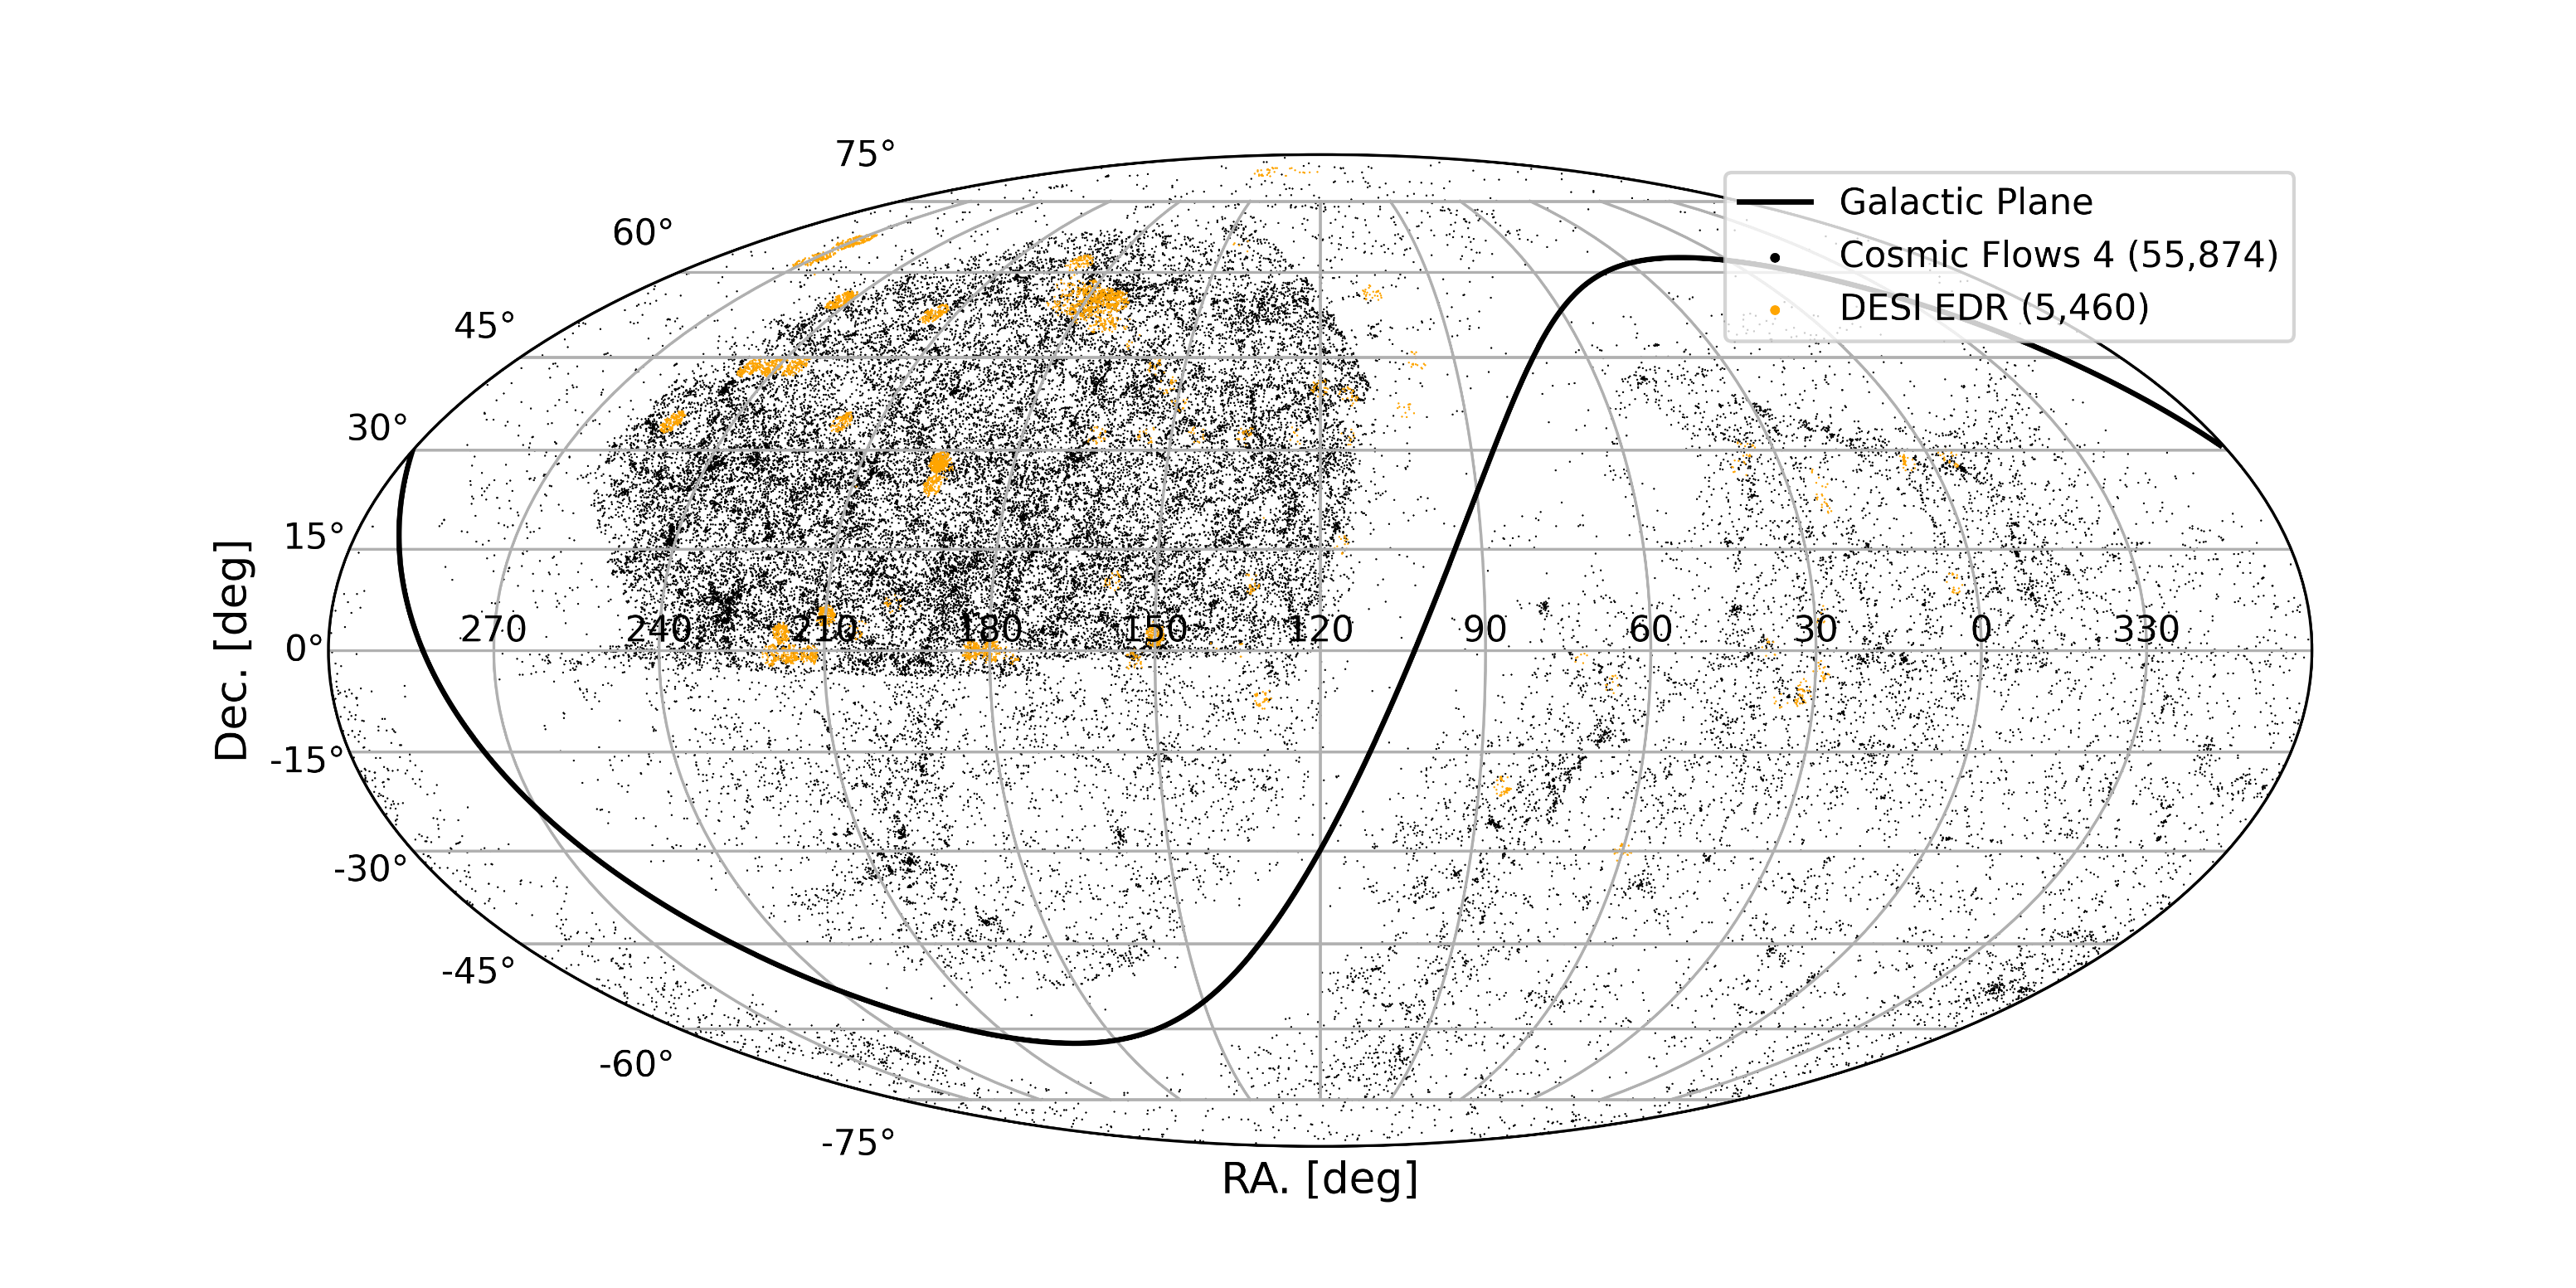 75°
60°
45°
30°
15°
0°
-15°
-30°
-45°
-60°
-75°
Dec. [deg]
270 240 210 180 150 120 90 60 30 0 330
RA. [deg]
Galactic Plane
Cosmic Flows 4 (55,874)
DESI EDR (5,460)